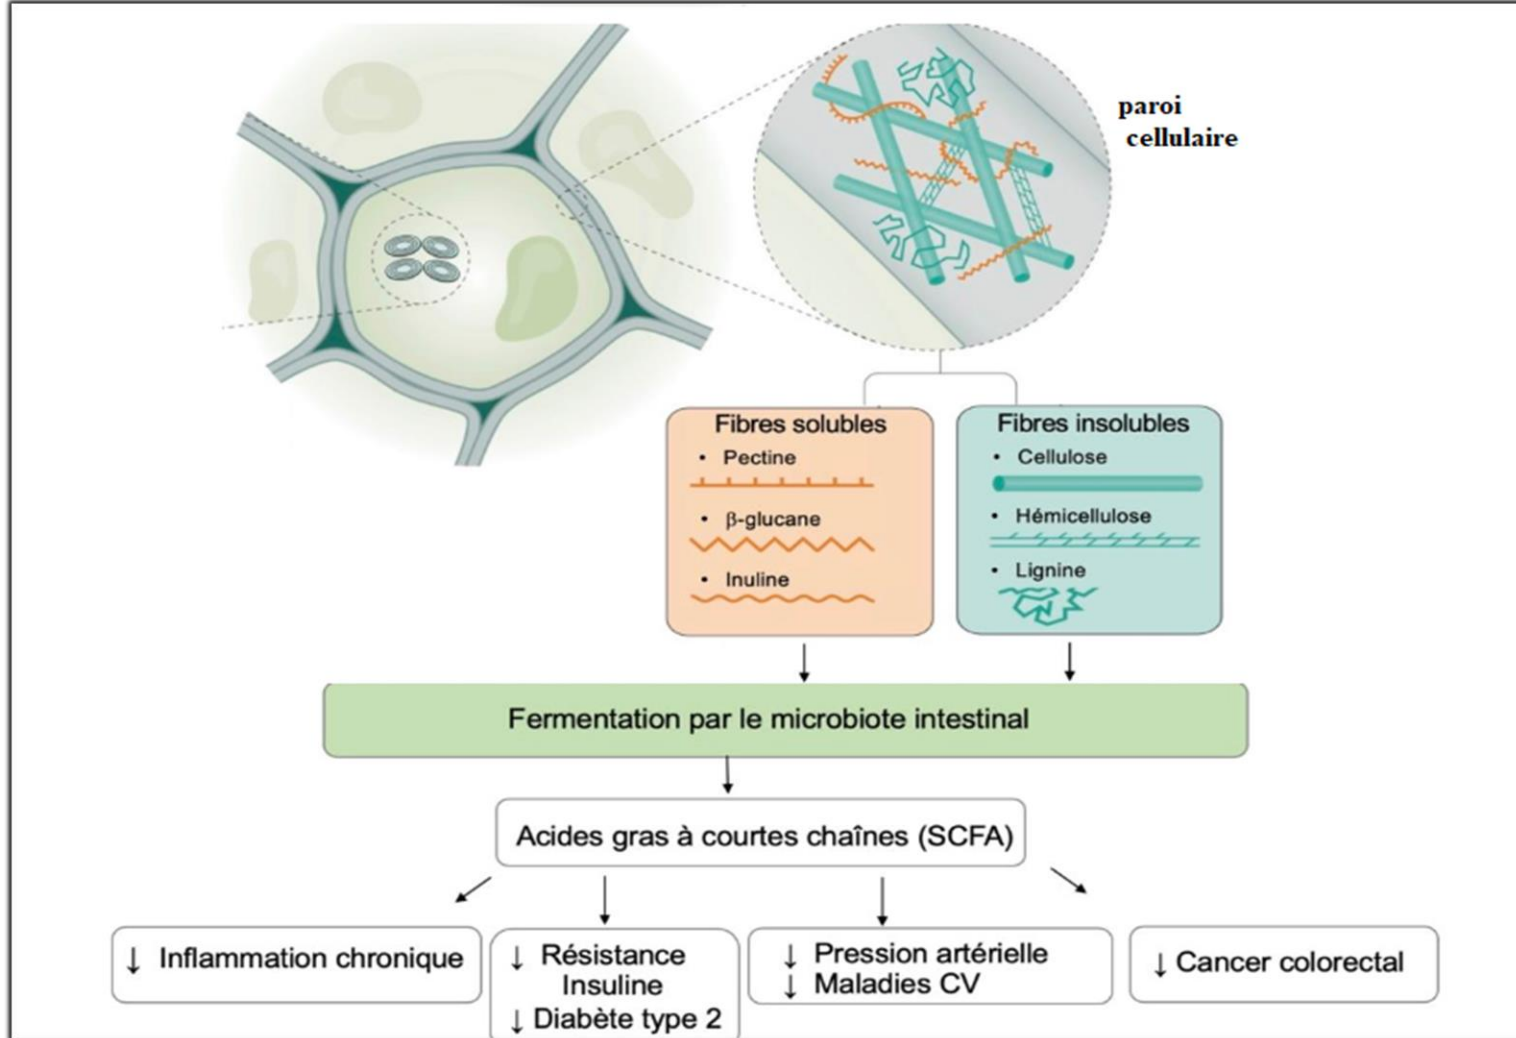 paroi
cellulaire
Fibres solubles
• Pectine
• β-glucane
• Inuline
Fibres insolubles
• Cellulose
• Hémicellulose
• Lignine
Fermentation par le microbiote intestinal
Acides gras à courtes chaînes (SCFA)
↓ Inflammation chronique
↓ Résistance
Insuline
↓ Diabète type 2
↓ Pression artérielle
↓ Maladies CV
↓ Cancer colorectal